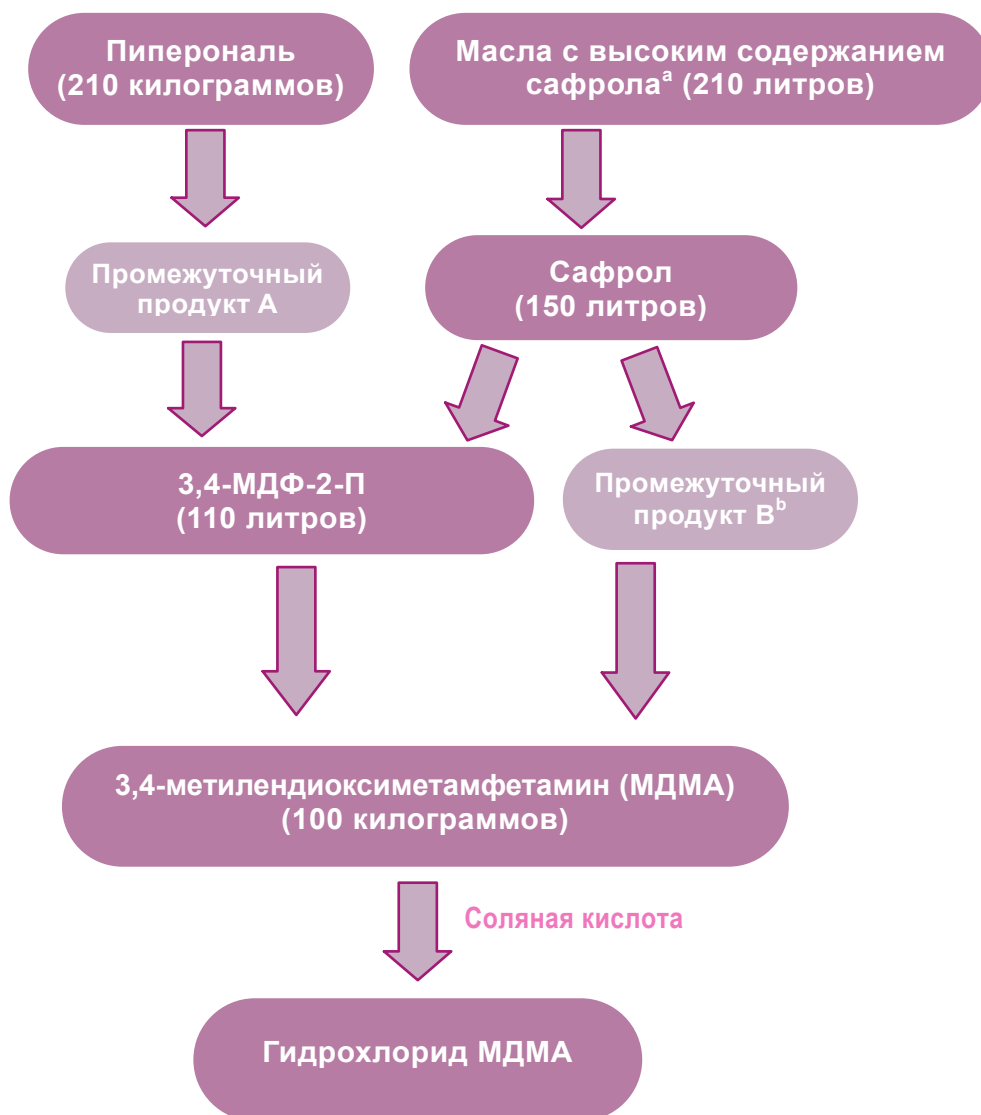 Пиперональ
(210 килограммов)
Масла с высоким содержанием
сафролаᵃ (210 литров)
Промежуточный
продукт А
Сафрол
(150 литров)
3,4-МДФ-2-П
(110 литров)
Промежуточный
продукт Bᵇ
3,4-метилендиоксиметамфетамин (МДМА)
(100 килограммов)
Соляная кислота
Гидрохлорид МДМА